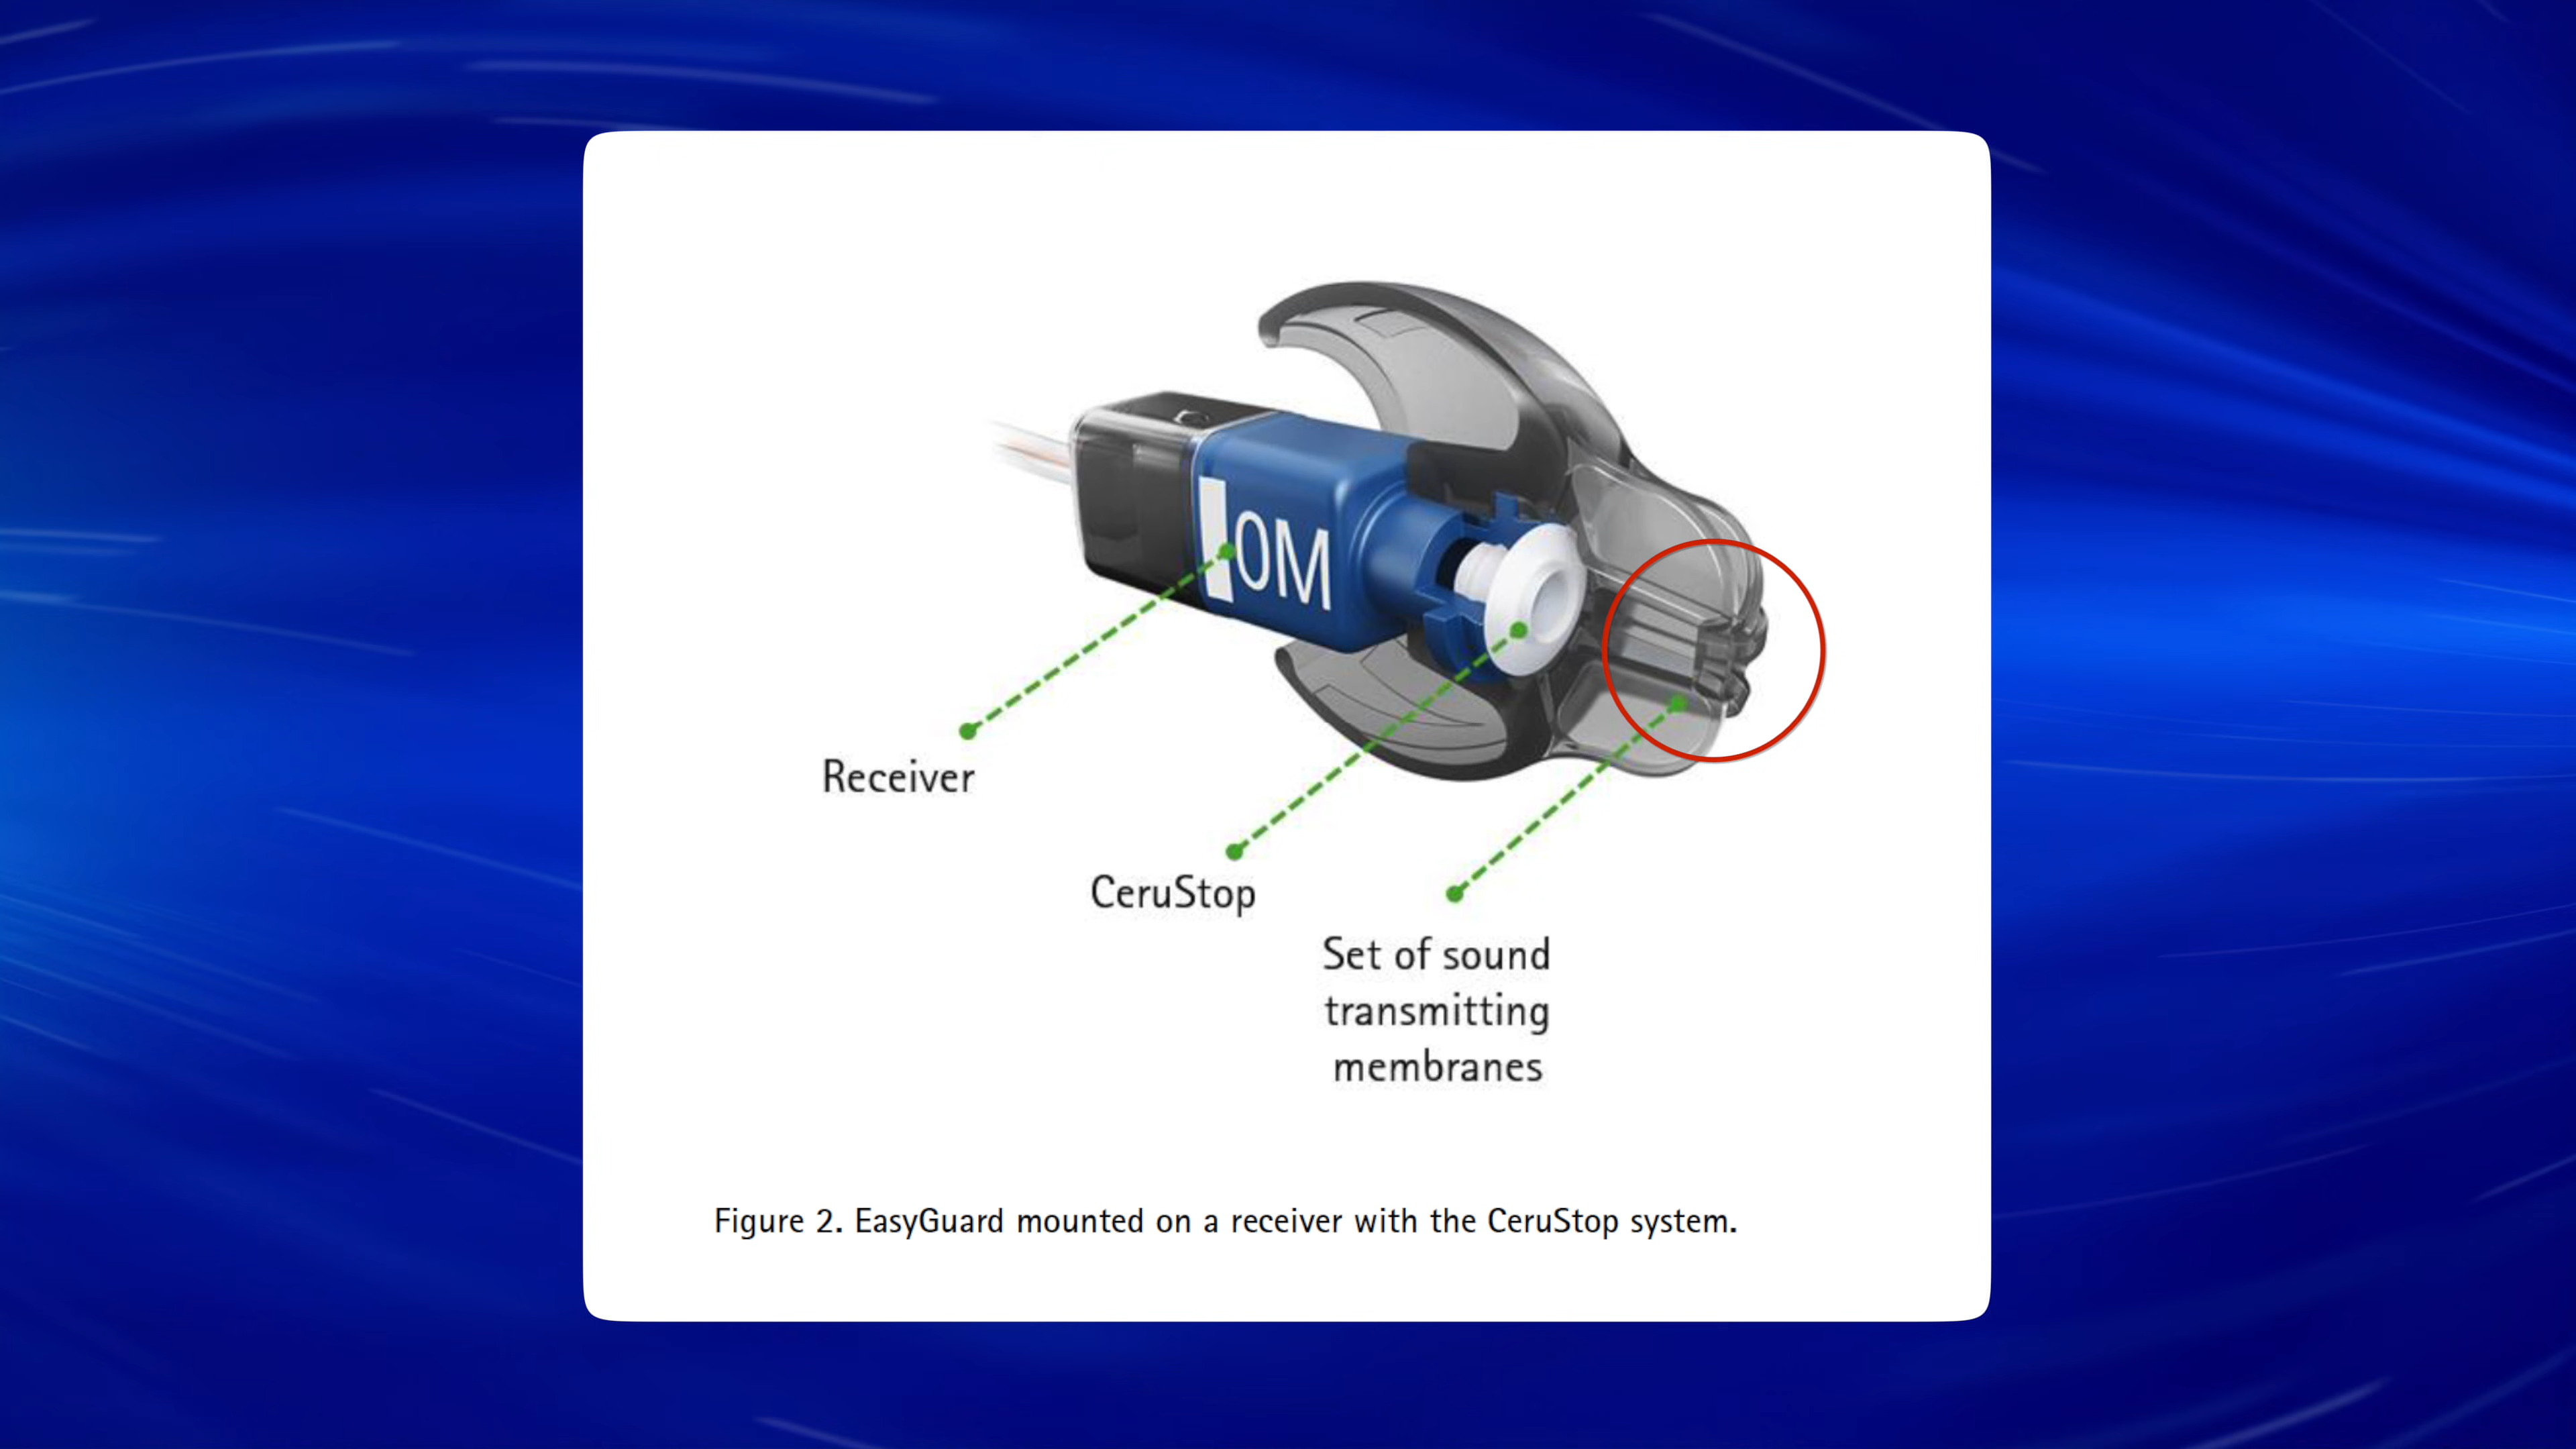 0M
Receiver
CeruStop
Set of sound
transmitting
membranes
Figure 2. EasyGuard mounted on a receiver with the CeruStop system.